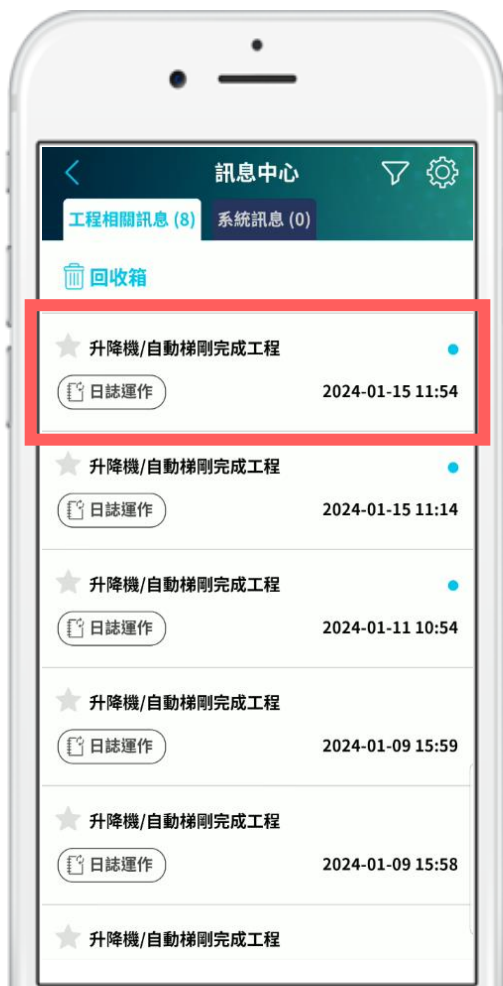 訊息中心
工程相關訊息 (8)
系統訊息 (0)
回收箱
升降機/自動梯剛完成工程
日誌運作
2024-01-15 11:54
升降機/自動梯剛完成工程
日誌運作
2024-01-15 11:14
升降機/自動梯剛完成工程
日誌運作
2024-01-11 10:54
升降機/自動梯剛完成工程
日誌運作
2024-01-09 15:59
升降機/自動梯剛完成工程
日誌運作
2024-01-09 15:58
升降機/自動梯剛完成工程